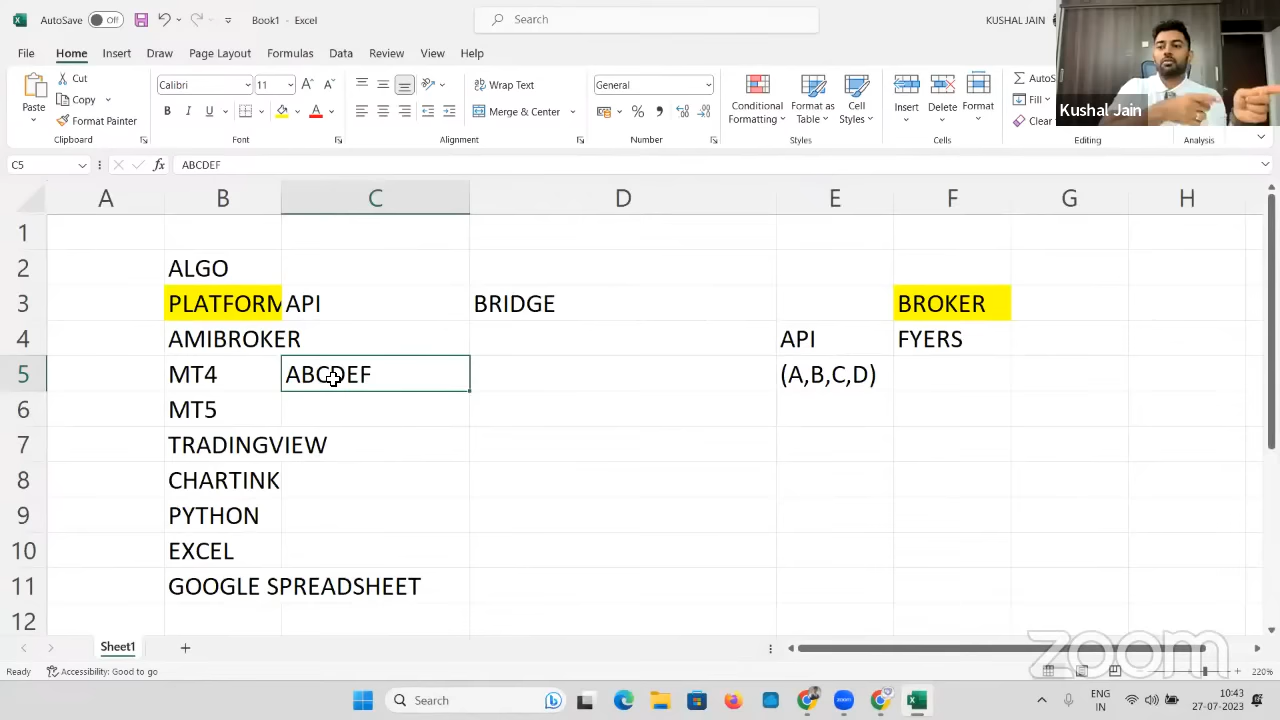 AutoSave Off Book1 - Excel Search KUSHAL JAIN
File Home Insert Draw Page Layout Formulas Data Review View Help
Cut Calibri 11 Wrap Text General AutoS
Paste Copy Conditional Formatting Format as Table Cell Styles Insert Delete Format Fill
Format Painter B I U A Merge & Center Clear
Clipboard Font Alignment Number Styles Cells Editing Analysis
Kushal Jain
C5 fx ABCDEF
A B C D E F G H
1
2 ALGO
3 PLATFORM API BRIDGE BROKER
4 AMIBROKER API FYERS
5 MT4 ABCDEF (A,B,C,D)
6 MT5
7 TRADINGVIEW
8 CHARTINK
9 PYTHON
10 EXCEL
11 GOOGLE SPREADSHEET
12
Sheet1
zoom
Ready Accessibility: Good to go 220%
Search ENG IN 10:43
27-07-2023